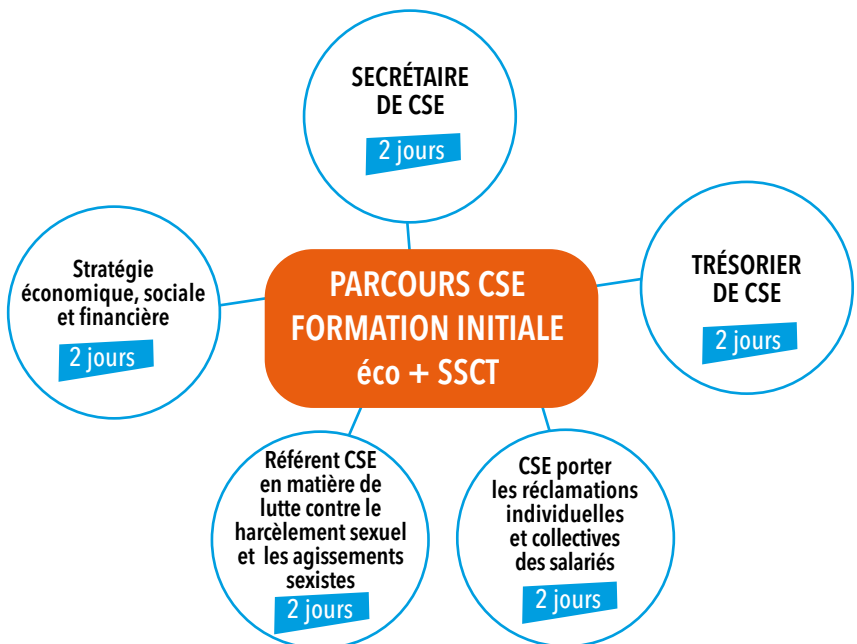 SECRÉTAIRE
DE CSE
2 jours
Stratégie
économique, sociale
et financière
2 jours
PARCOURS CSE
FORMATION INITIALE
éco + SSCT
TRÉSORIER
DE CSE
2 jours
Référent CSE
en matière de
lutte contre le
harcèlement sexuel
et les agissements
sexistes
2 jours
CSE porter
les réclamations
individuelles
et collectives
des salariés
2 jours